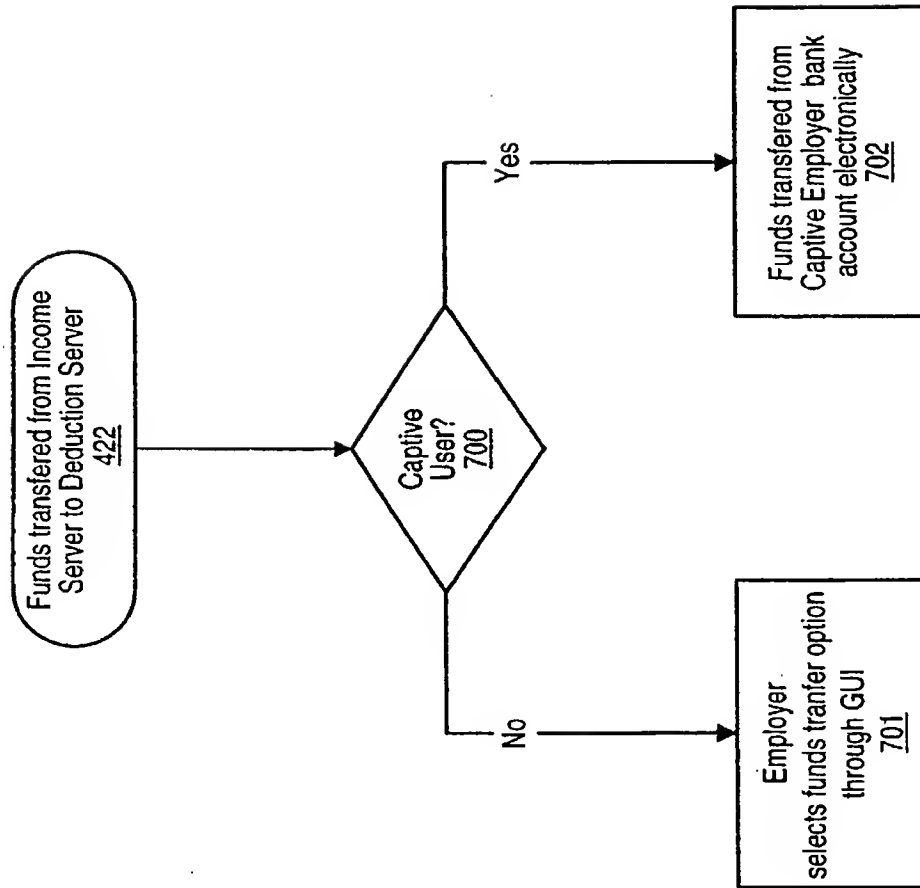 Funds transfered from Income
Server to Deduction Server
422
Captive
User?
700
No
Yes
Employer
selects funds tranfer option
through GUI
701
Funds transfered from
Captive Employer bank
account electronically
702